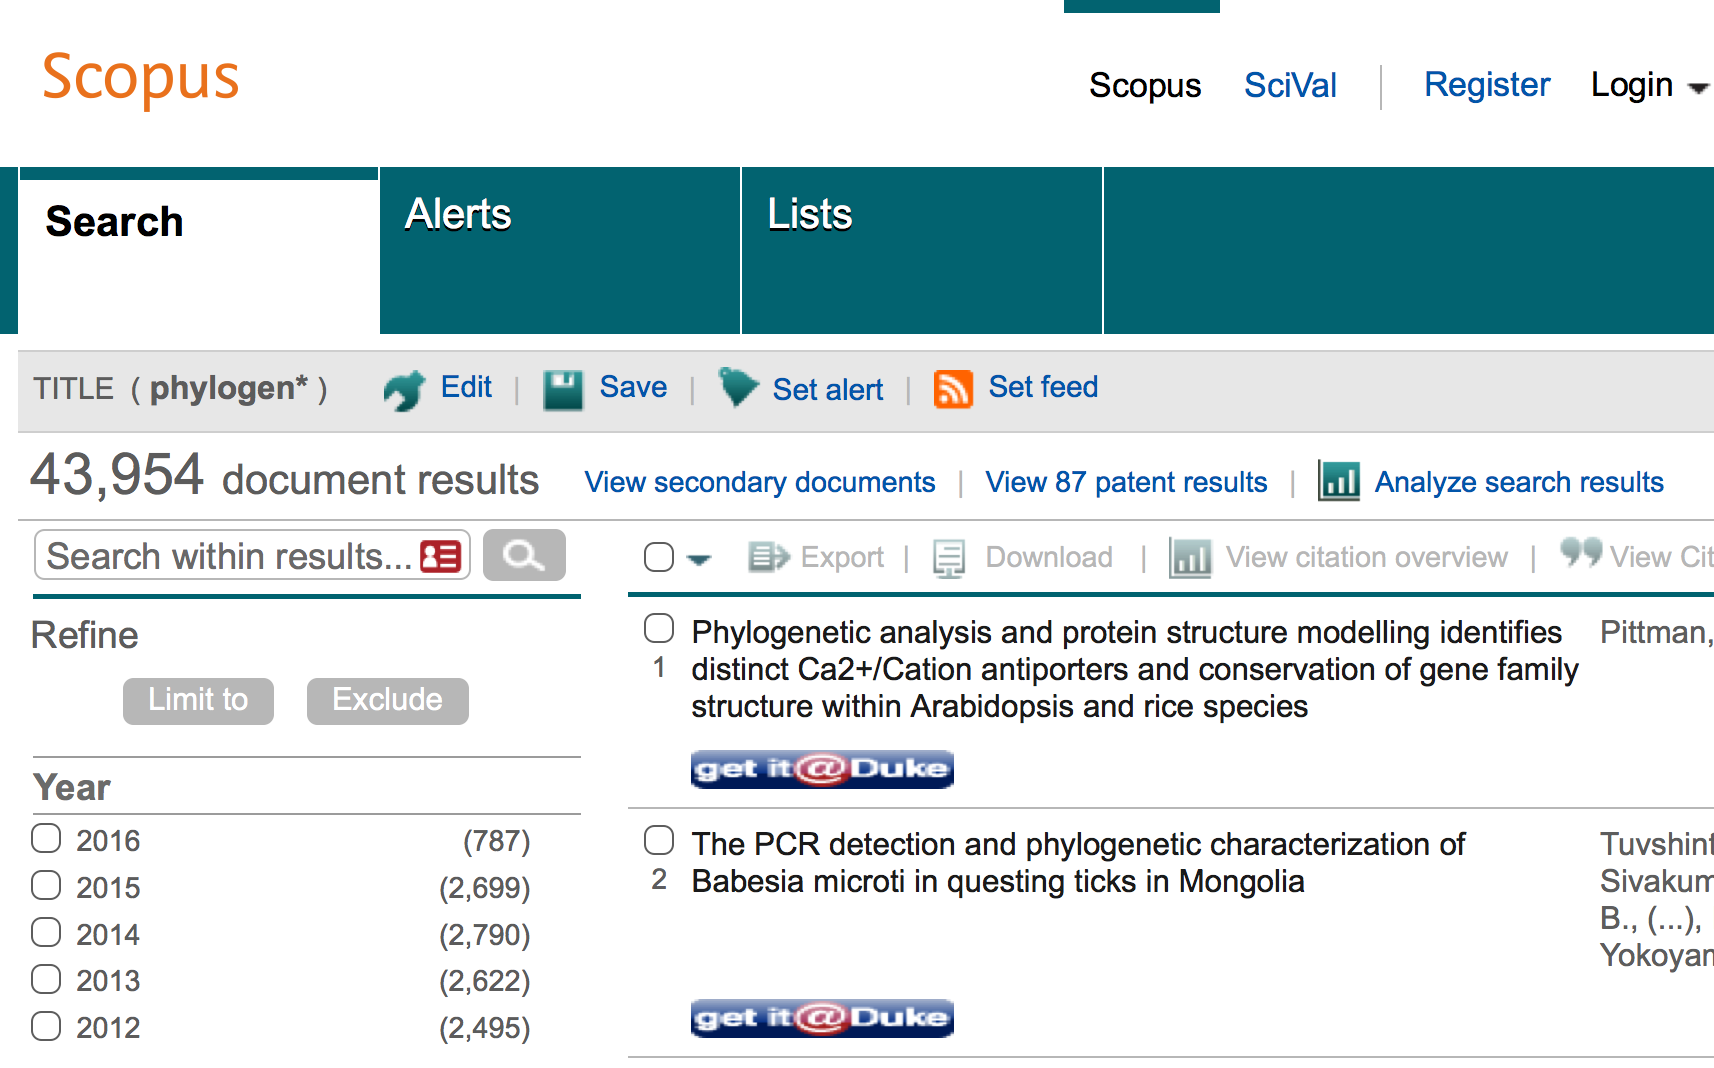 Scopus
Scopus SciVal | Register Login
Search Alerts Lists
TITLE ( phylogen* ) Edit | Save | Set alert | Set feed
43,954 document results View secondary documents | View 87 patent results | Analyze search results
Search within results...
Export | Download | View citation overview | View Cit
Refine
Limit to Exclude
Year
2016 (787)
2015 (2,699)
2014 (2,790)
2013 (2,622)
2012 (2,495)
1
Phylogenetic analysis and protein structure modelling identifies
distinct Ca2+/Cation antiporters and conservation of gene family
structure within Arabidopsis and rice species
Pittman,
get it@Duke
2
The PCR detection and phylogenetic characterization of
Babesia microti in questing ticks in Mongolia
Tuvshint
Sivakum
B., (...),
Yokoyam
get it@Duke